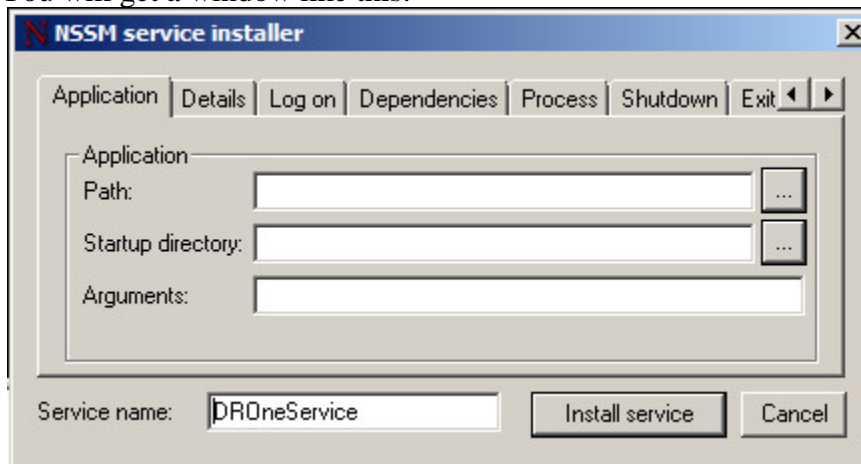 NSSM service installer
Application Details Log on Dependencies Process Shutdown Exit
Application
Path: ...
Startup directory: ...
Arguments:
Service name: DROneService Install service Cancel